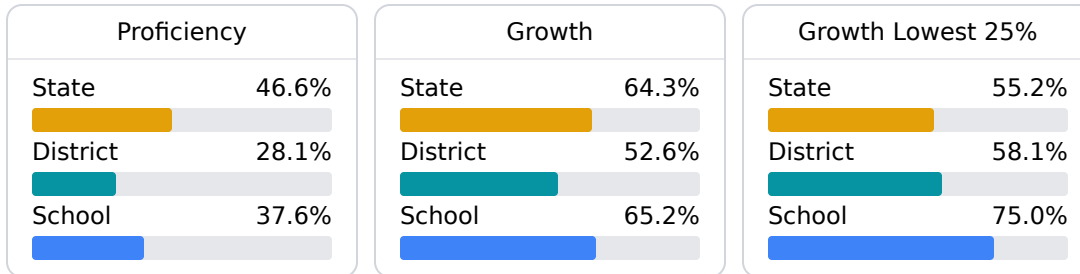 Proficiency
State 46.6%
District 28.1%
School 37.6%
Growth
State 64.3%
District 52.6%
School 65.2%
Growth Lowest 25%
State 55.2%
District 58.1%
School 75.0%